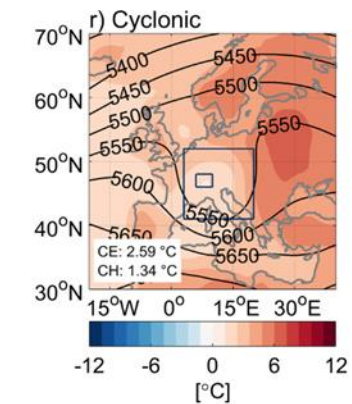 r) Cyclonic
70°N
60°N
50°N
40°N
30°N
5400
5450
5450
5500
5500
5550
5550
5600
5550
5600
5650
5650
CE: 2.59 °C
CH: 1.34 °C
15°W 0° 15°E 30°E
-12 -6 0 6 12
[°C]